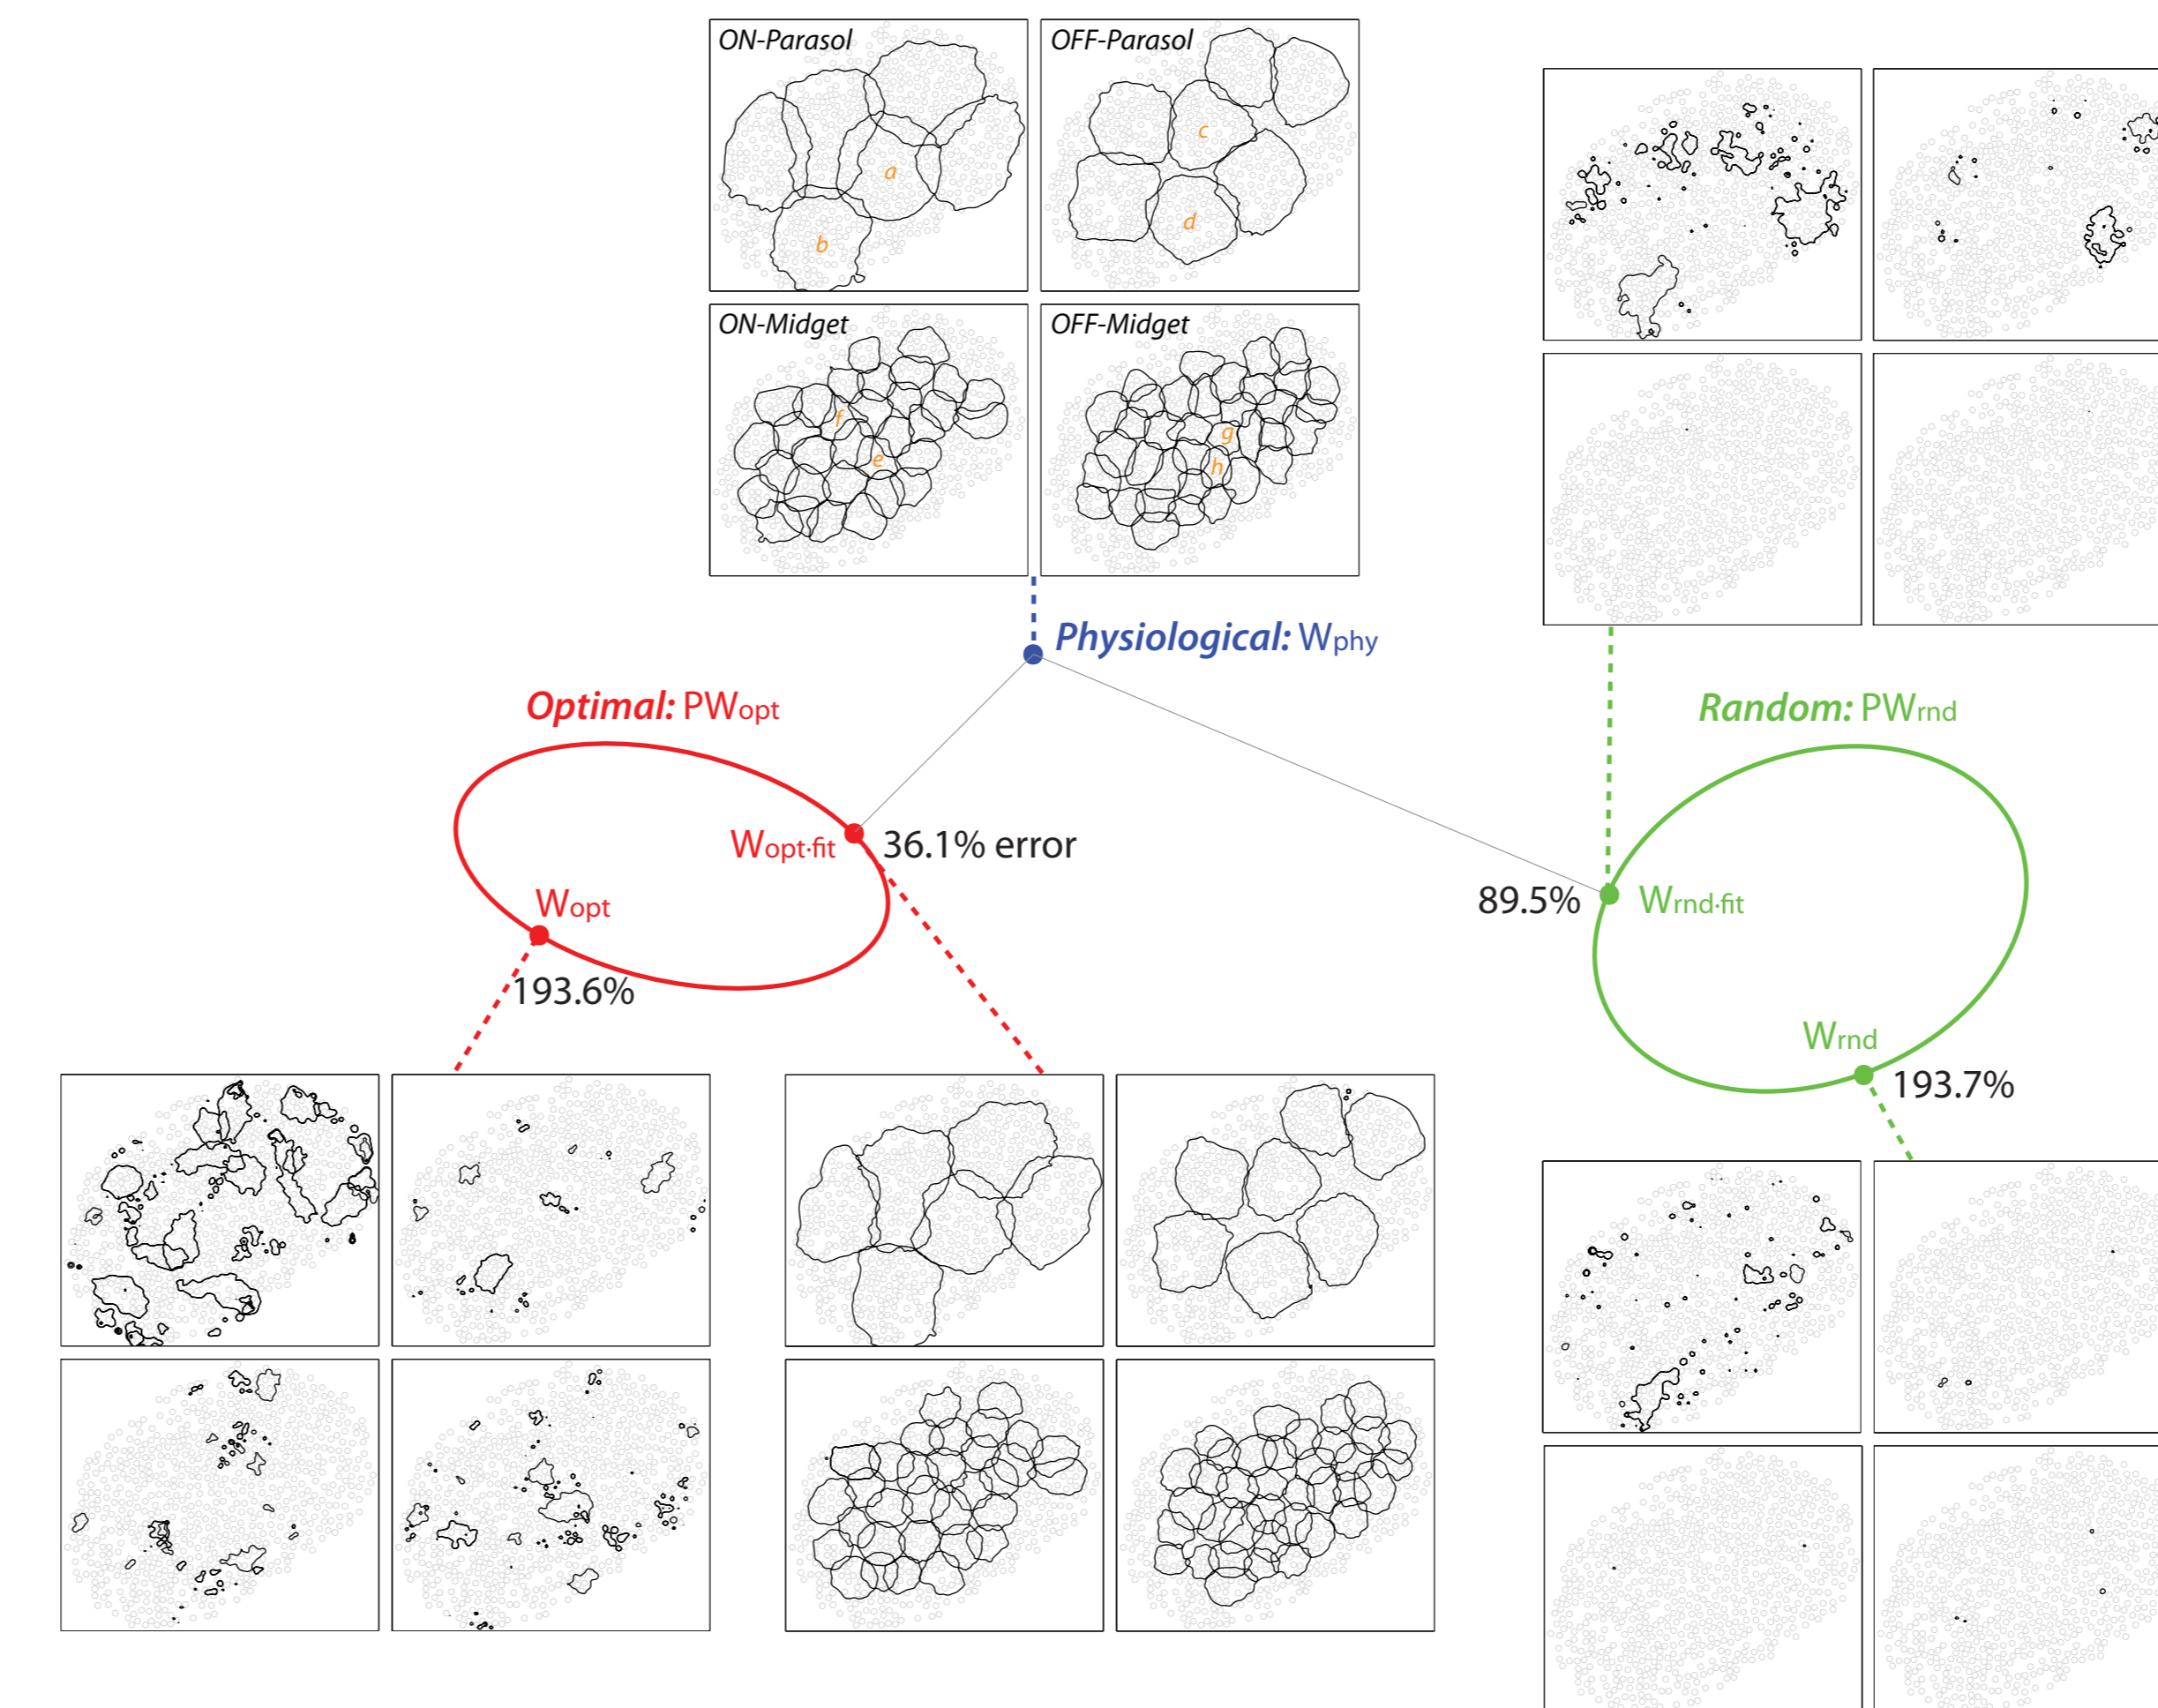 ON-Parasol
OFF-Parasol
a
b
c
d
ON-Midget
OFF-Midget
f
e
g
h
Physiological: Wphy
Optimal: PWopt
Random: PWrnd
Wopt·fit
36.1% error
Wopt
193.6%
89.5%
Wrnd·fit
Wrnd
193.7%